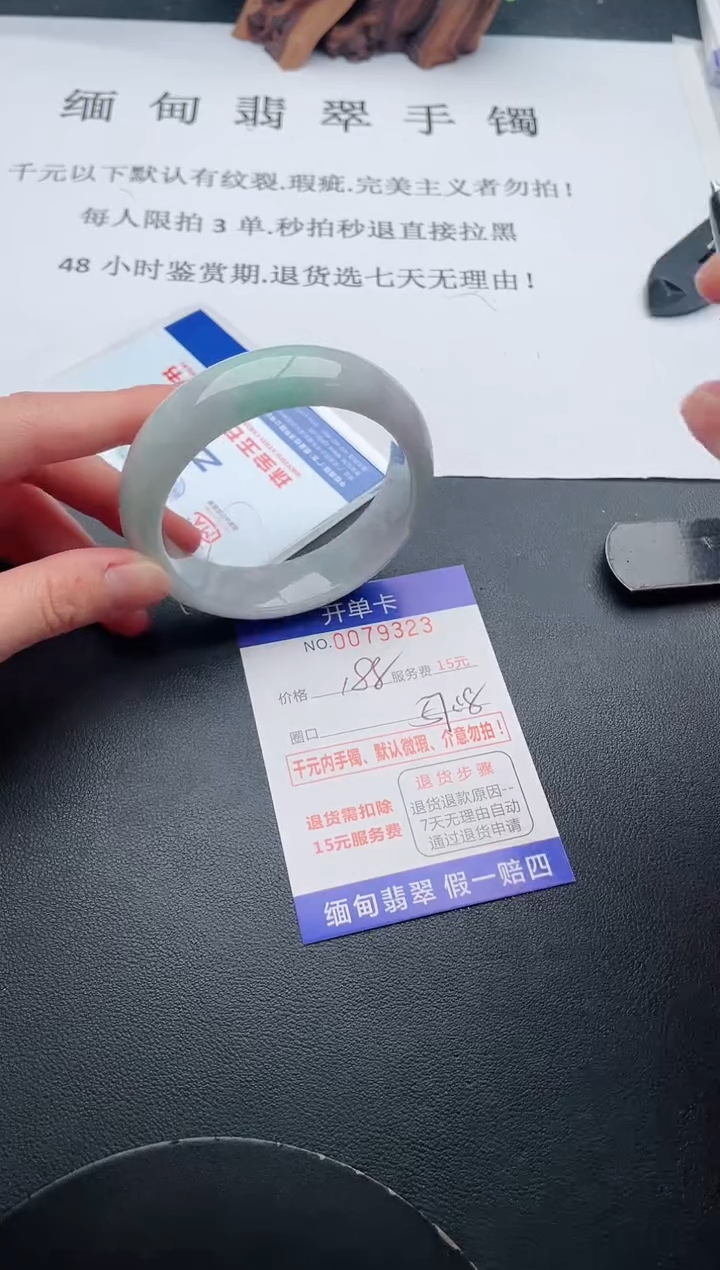 缅甸翡翠手镯
千元以下默认有纹裂.瑕疵.完美主义者勿拍!
每人限拍 3 单.秒拍秒退直接拉黑
48 小时鉴赏期.退货选七天无理由!
珠宝玉石
开单卡
NO.0079323
价格 188 服务费 15元
圈口
千元内手镯、默认微瑕、介意勿拍!
退货需扣除
15元服务费
退货步骤
退货退款原因--
7天无理由自动
通过退货申请
缅甸翡翠 假一赔四